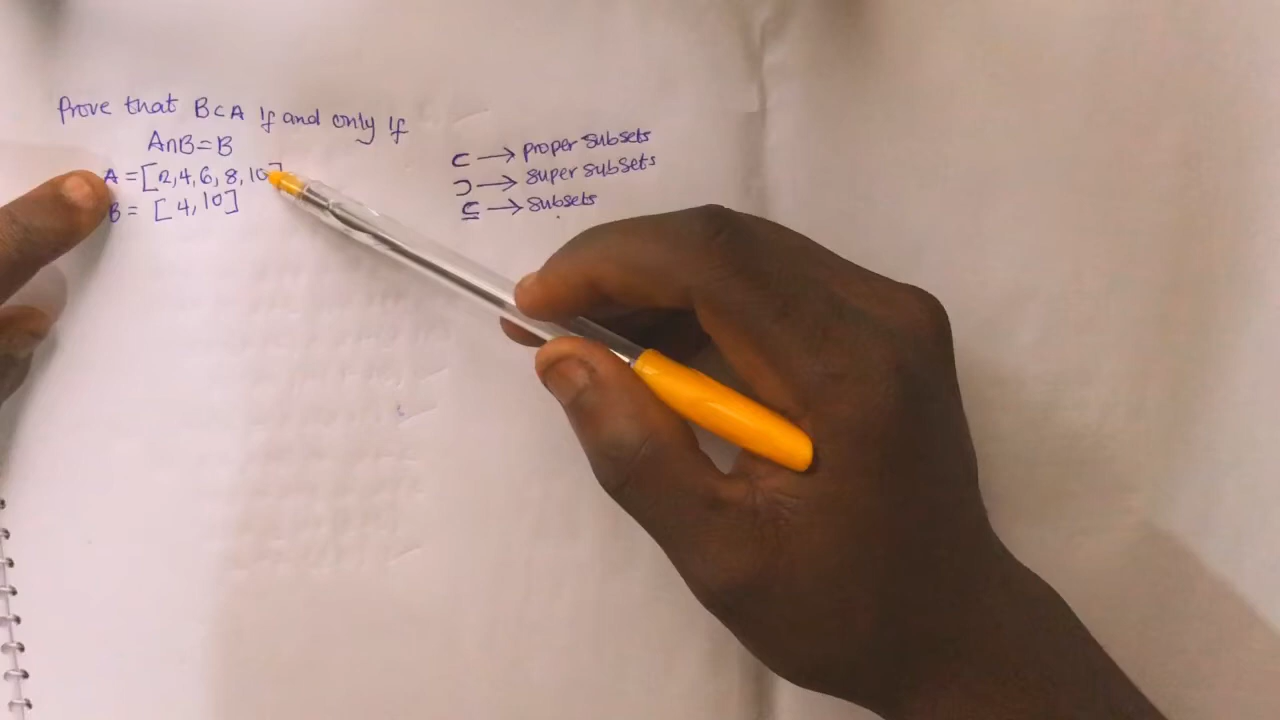 Prove that B⊂A If and only if
A∩B=B
A = [2,4,6,8,10]
B = [4,10]
⊂ → proper subsets
⊃ → super subsets
⊆ → subsets